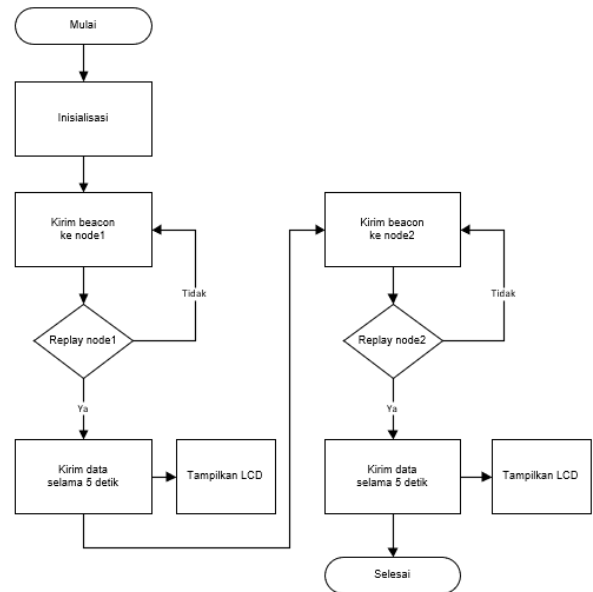 Mulai
Inisialisasi
Kirim beacon
ke node1
Tidak
Replay node1
Ya
Kirim data
selama 5 detik
Tampilkan LCD
Kirim beacon
ke node2
Tidak
Replay node2
Ya
Kirim data
selama 5 detik
Tampilkan LCD
Selesai